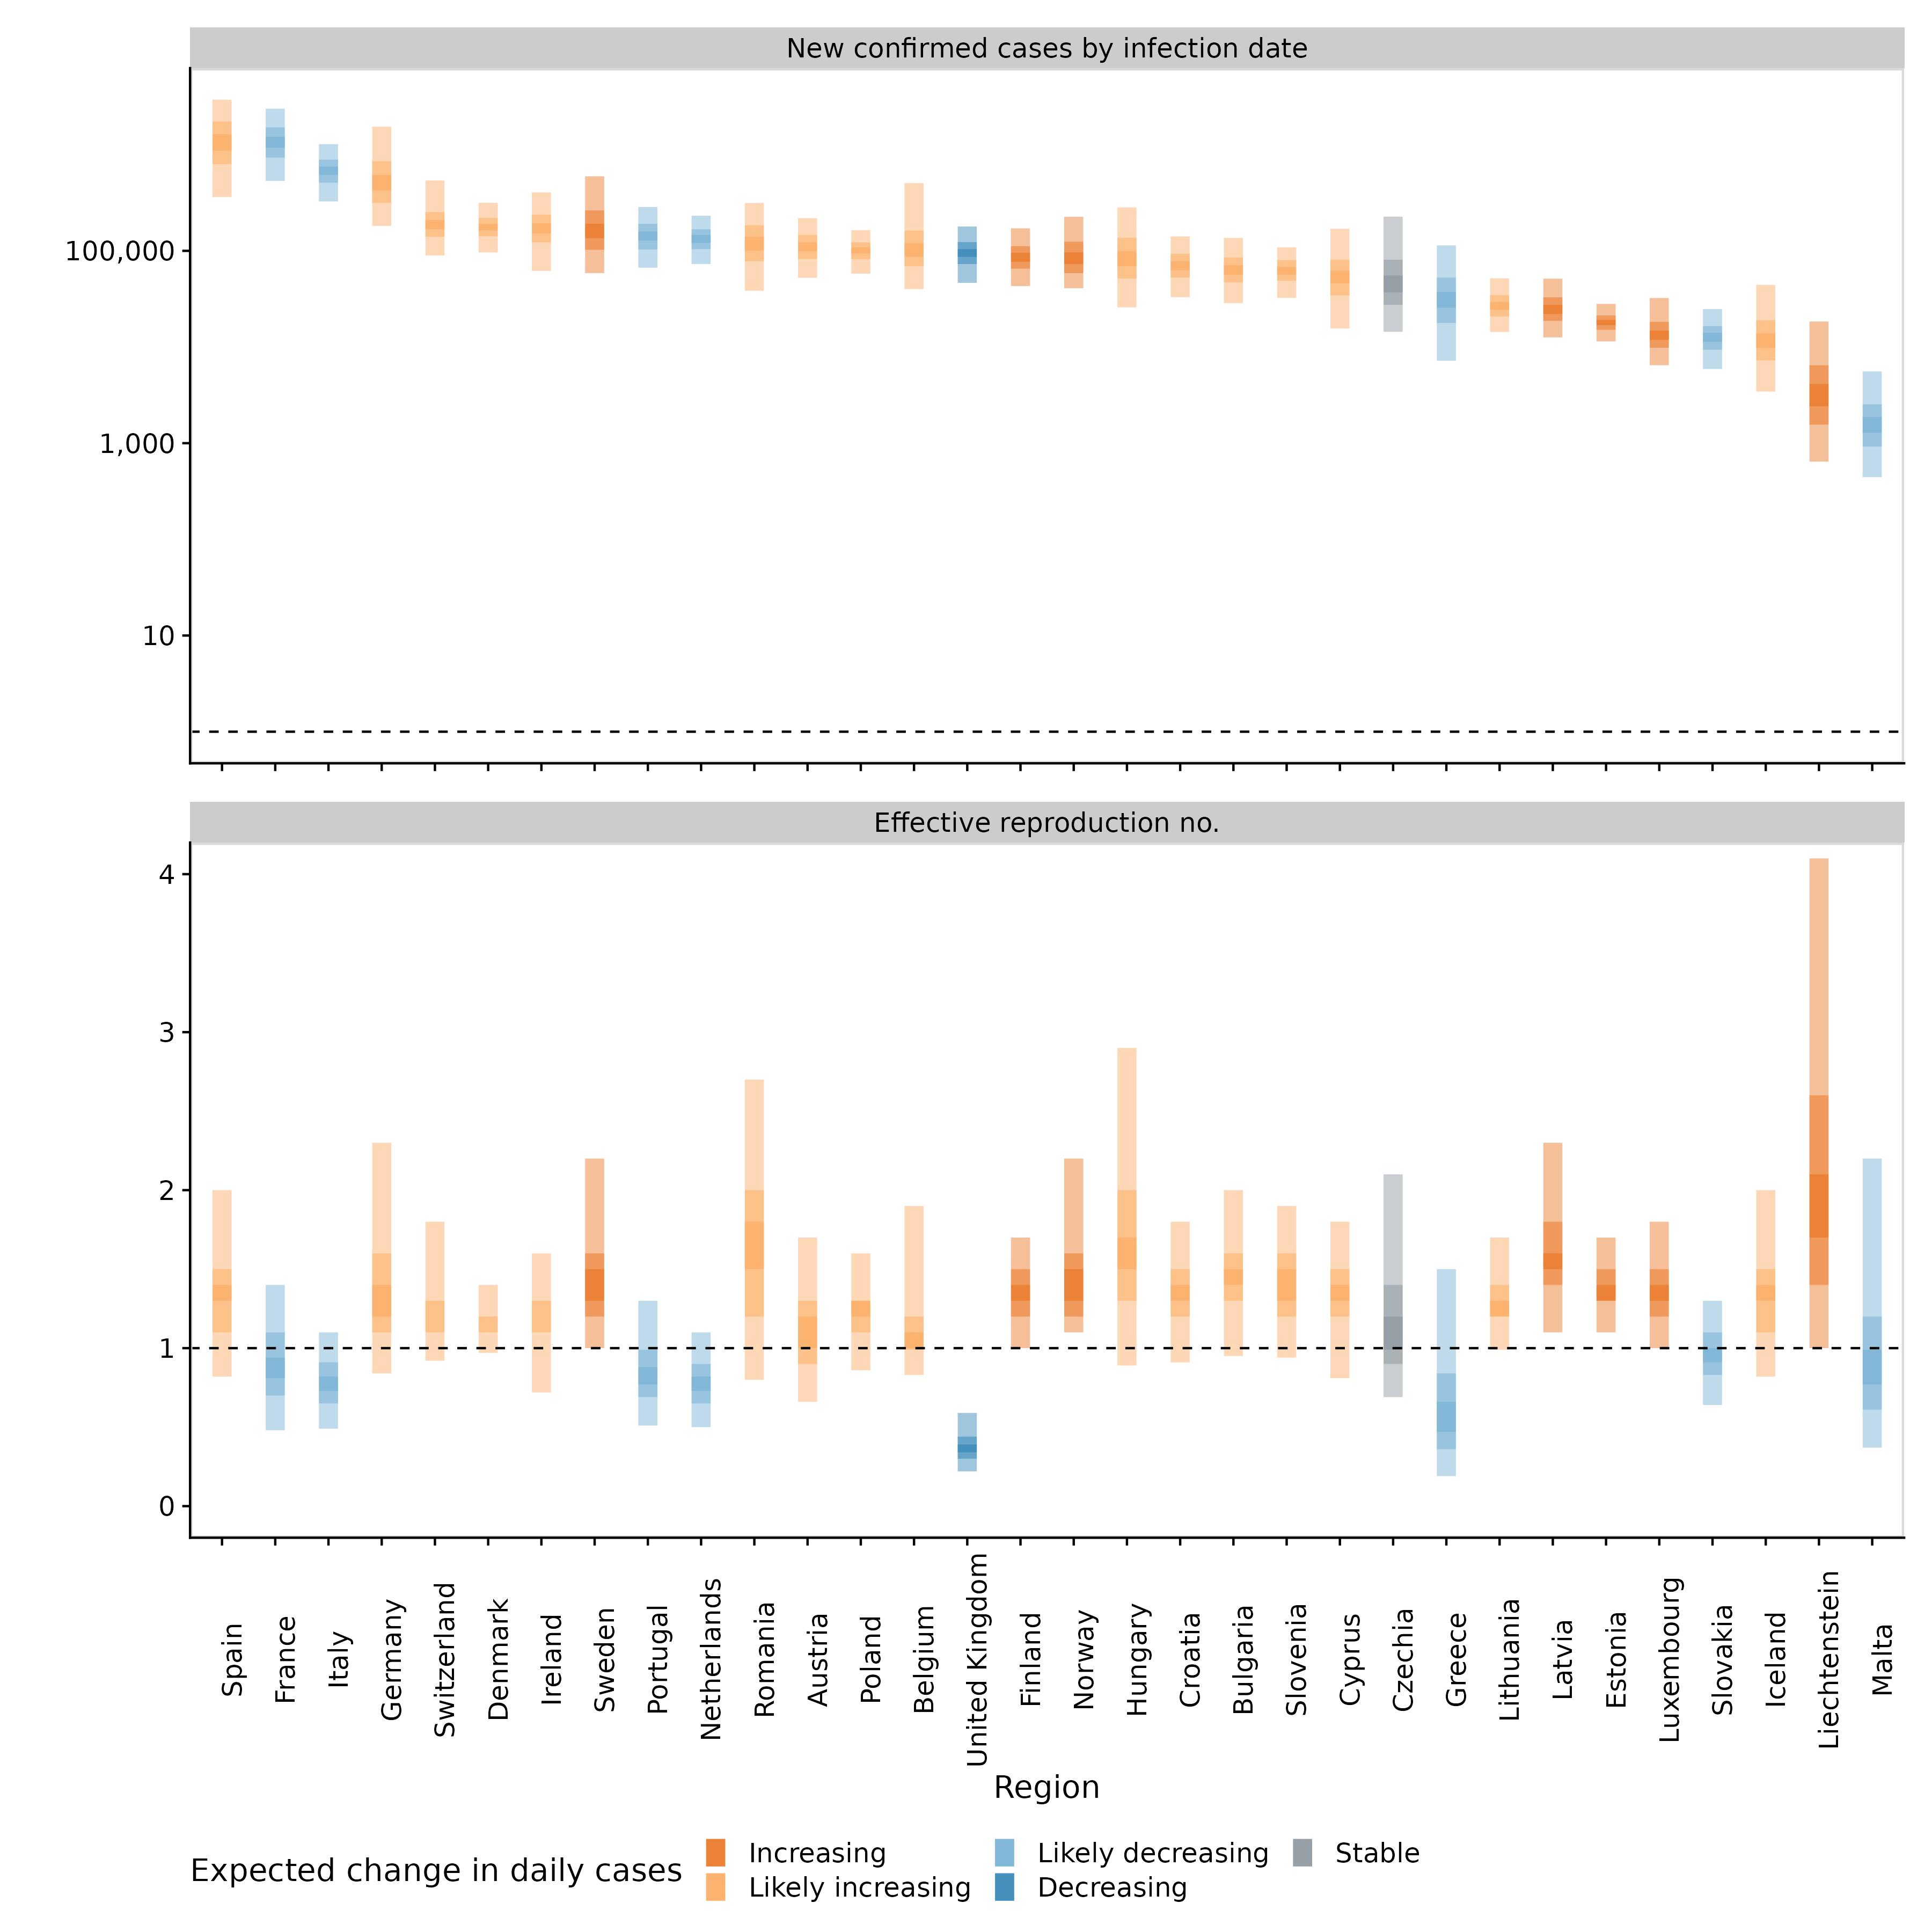 New confirmed cases by infection date
100,000
1,000
10
Effective reproduction no.
4
3
2
1
0
Spain
France
Italy
Germany
Switzerland
Denmark
Ireland
Sweden
Portugal
Netherlands
Romania
Austria
Poland
Belgium
United Kingdom
Finland
Norway
Hungary
Croatia
Bulgaria
Slovenia
Cyprus
Czechia
Greece
Lithuania
Latvia
Estonia
Luxembourg
Slovakia
Iceland
Liechtenstein
Malta
Region
Expected change in daily cases
Increasing
Likely increasing
Likely decreasing
Decreasing
Stable